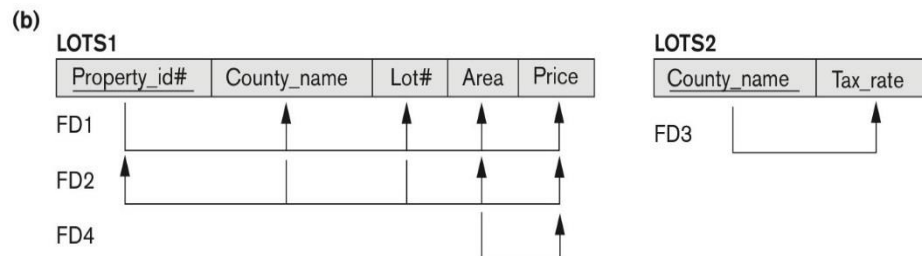 (b)
LOTS1 LOTS2
Property_id# County_name Lot# Area Price County_name Tax_rate
FD1 FD3
FD2
FD4